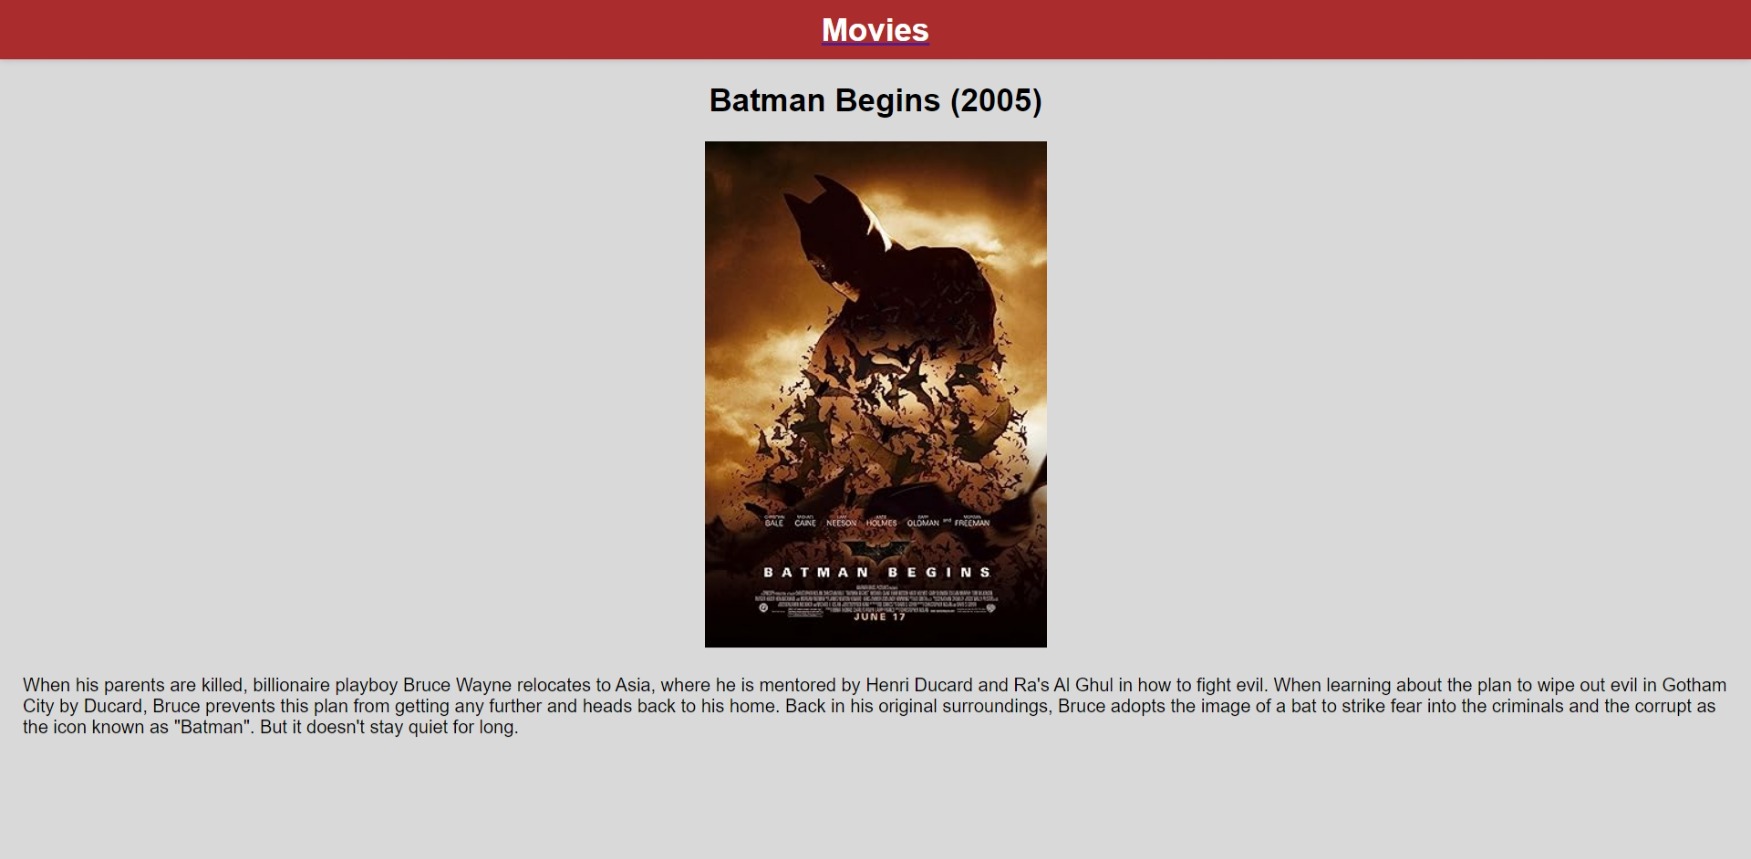 Movies
Batman Begins (2005)
BALE CAINE NEESON HOLMES OLDMAN and FREEMAN
BATMAN BEGINS
JUNE 17
When his parents are killed, billionaire playboy Bruce Wayne relocates to Asia, where he is mentored by Henri Ducard and Ra's Al Ghul in how to fight evil. When learning about the plan to wipe out evil in Gotham
City by Ducard, Bruce prevents this plan from getting any further and heads back to his home. Back in his original surroundings, Bruce adopts the image of a bat to strike fear into the criminals and the corrupt as
the icon known as "Batman". But it doesn't stay quiet for long.